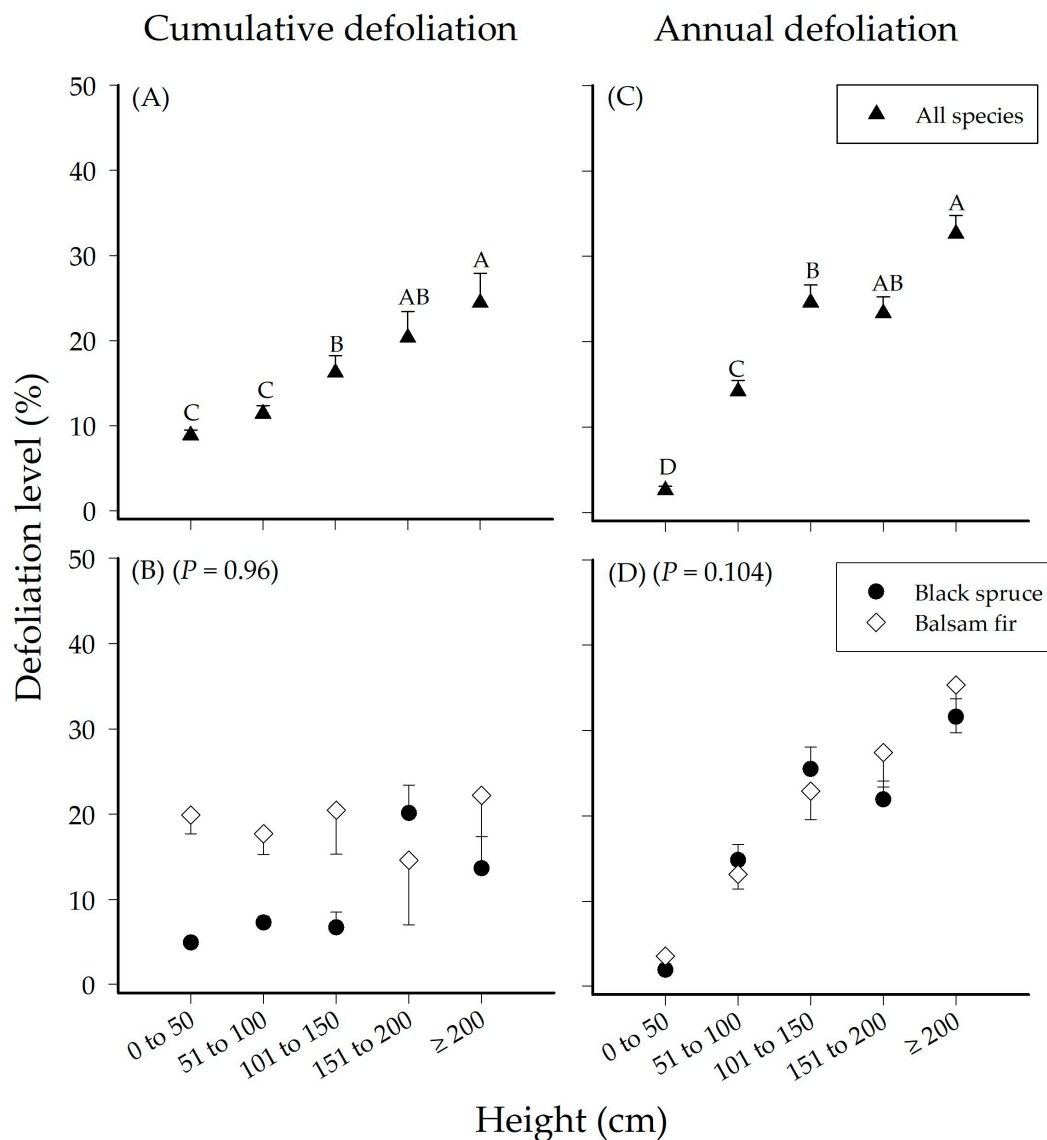 Cumulative defoliation
Annual defoliation
Defoliation level (%)
50
40
30
20
10
0
(A)
C
C
B
AB
A
(C)
All species
D
C
B
AB
A
50
40
30
20
10
0
(B) (P = 0.96)
0 to 50
51 to 100
101 to 150
151 to 200
≥ 200
(D) (P = 0.104)
Black spruce
Balsam fir
0 to 50
51 to 100
101 to 150
151 to 200
≥ 200
Height (cm)